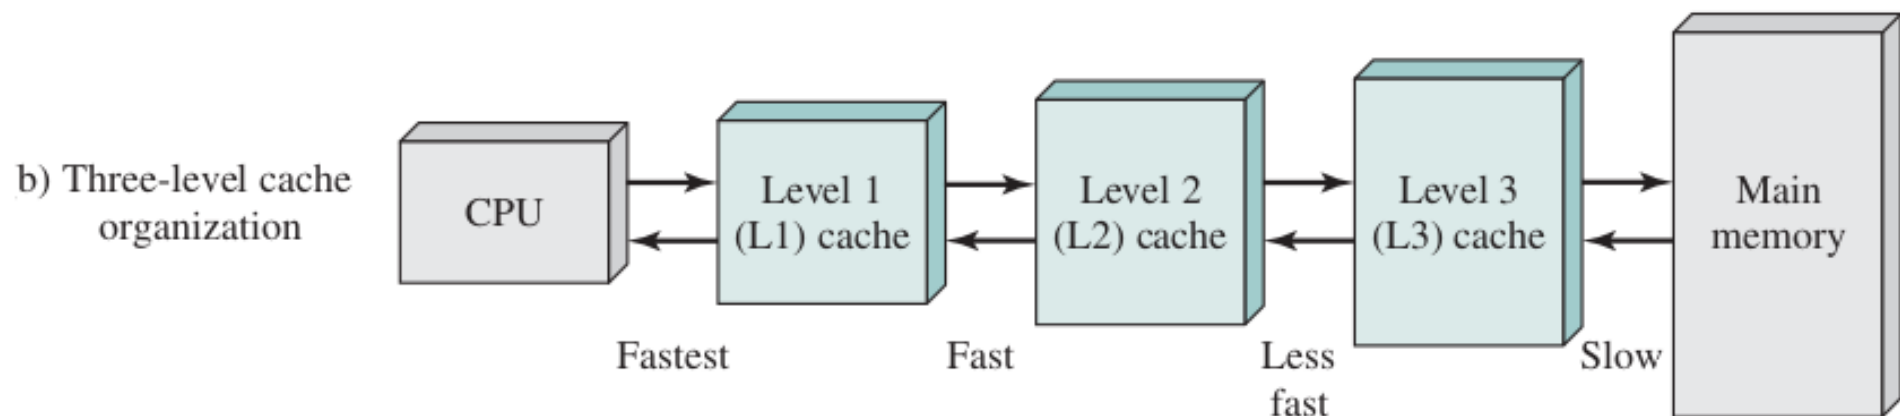 b) Three-level cache
organization
CPU
Level 1
(L1) cache
Level 2
(L2) cache
Level 3
(L3) cache
Main
memory
Fastest
Fast
Less
fast
Slow